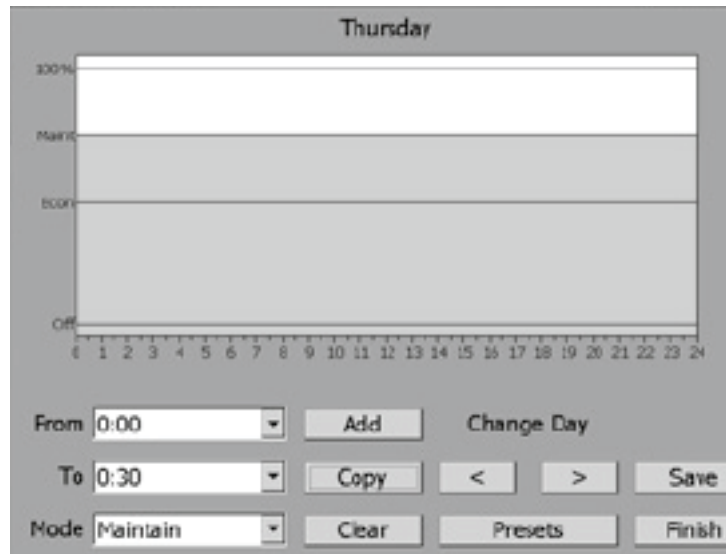 Thursday
100%
Maint
Econ
Off
0 1 2 3 4 5 6 7 8 9 10 11 12 13 14 15 16 17 18 19 20 21 22 23 24
From 0:00 Add Change Day
To 0:30 Copy < > Save
Mode Maintain Clear Presets Finish